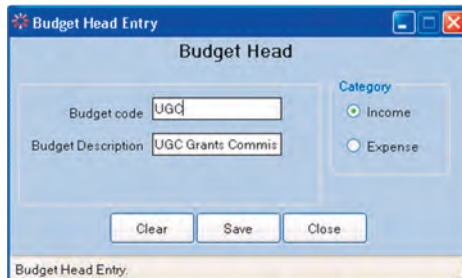 Budget Head Entry
Budget Head
Category
Budget code UGC
Income
Budget Description UGC Grants Commis
Expense
Clear Save Close
Budget Head Entry.